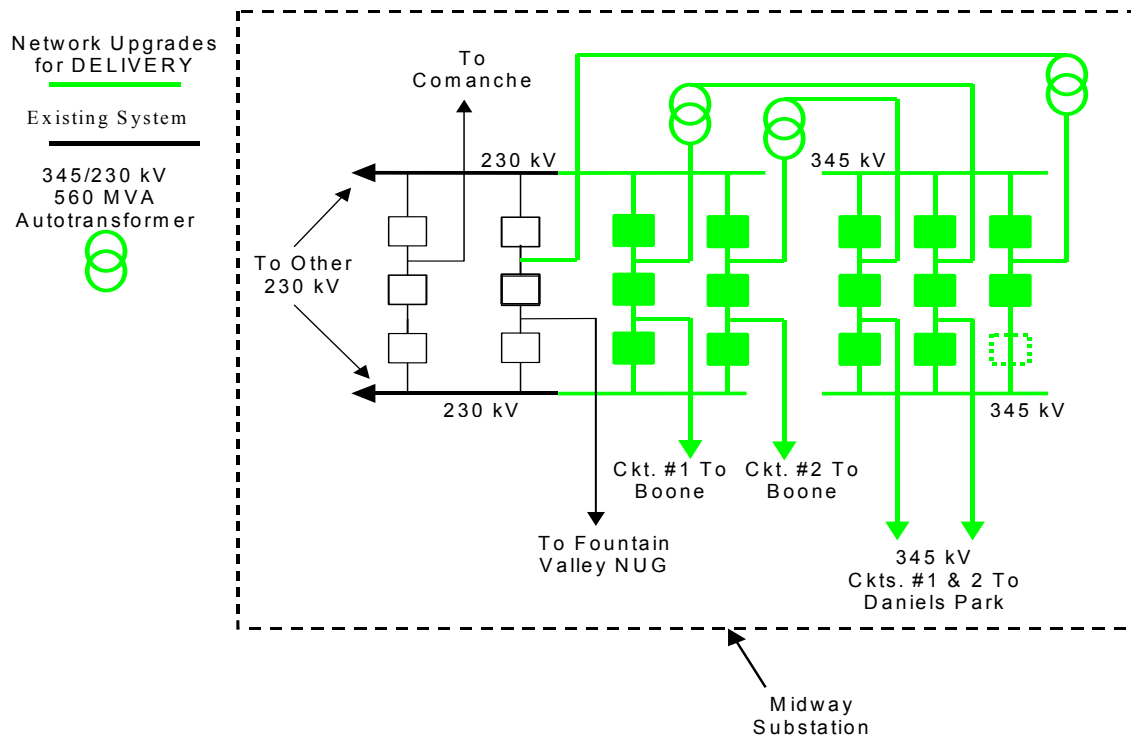 Network Upgrades
for DELIVERY
Existing System
345/230 kV
560 MVA
Autotransformer
To
Comanche
230 kV
345 kV
To Other
230 kV
230 kV
345 kV
Ckt. #1 To
Boone
Ckt. #2 To
Boone
To Fountain
Valley NUG
345 kV
Ckts. #1 & 2 To
Daniels Park
Midway
Substation